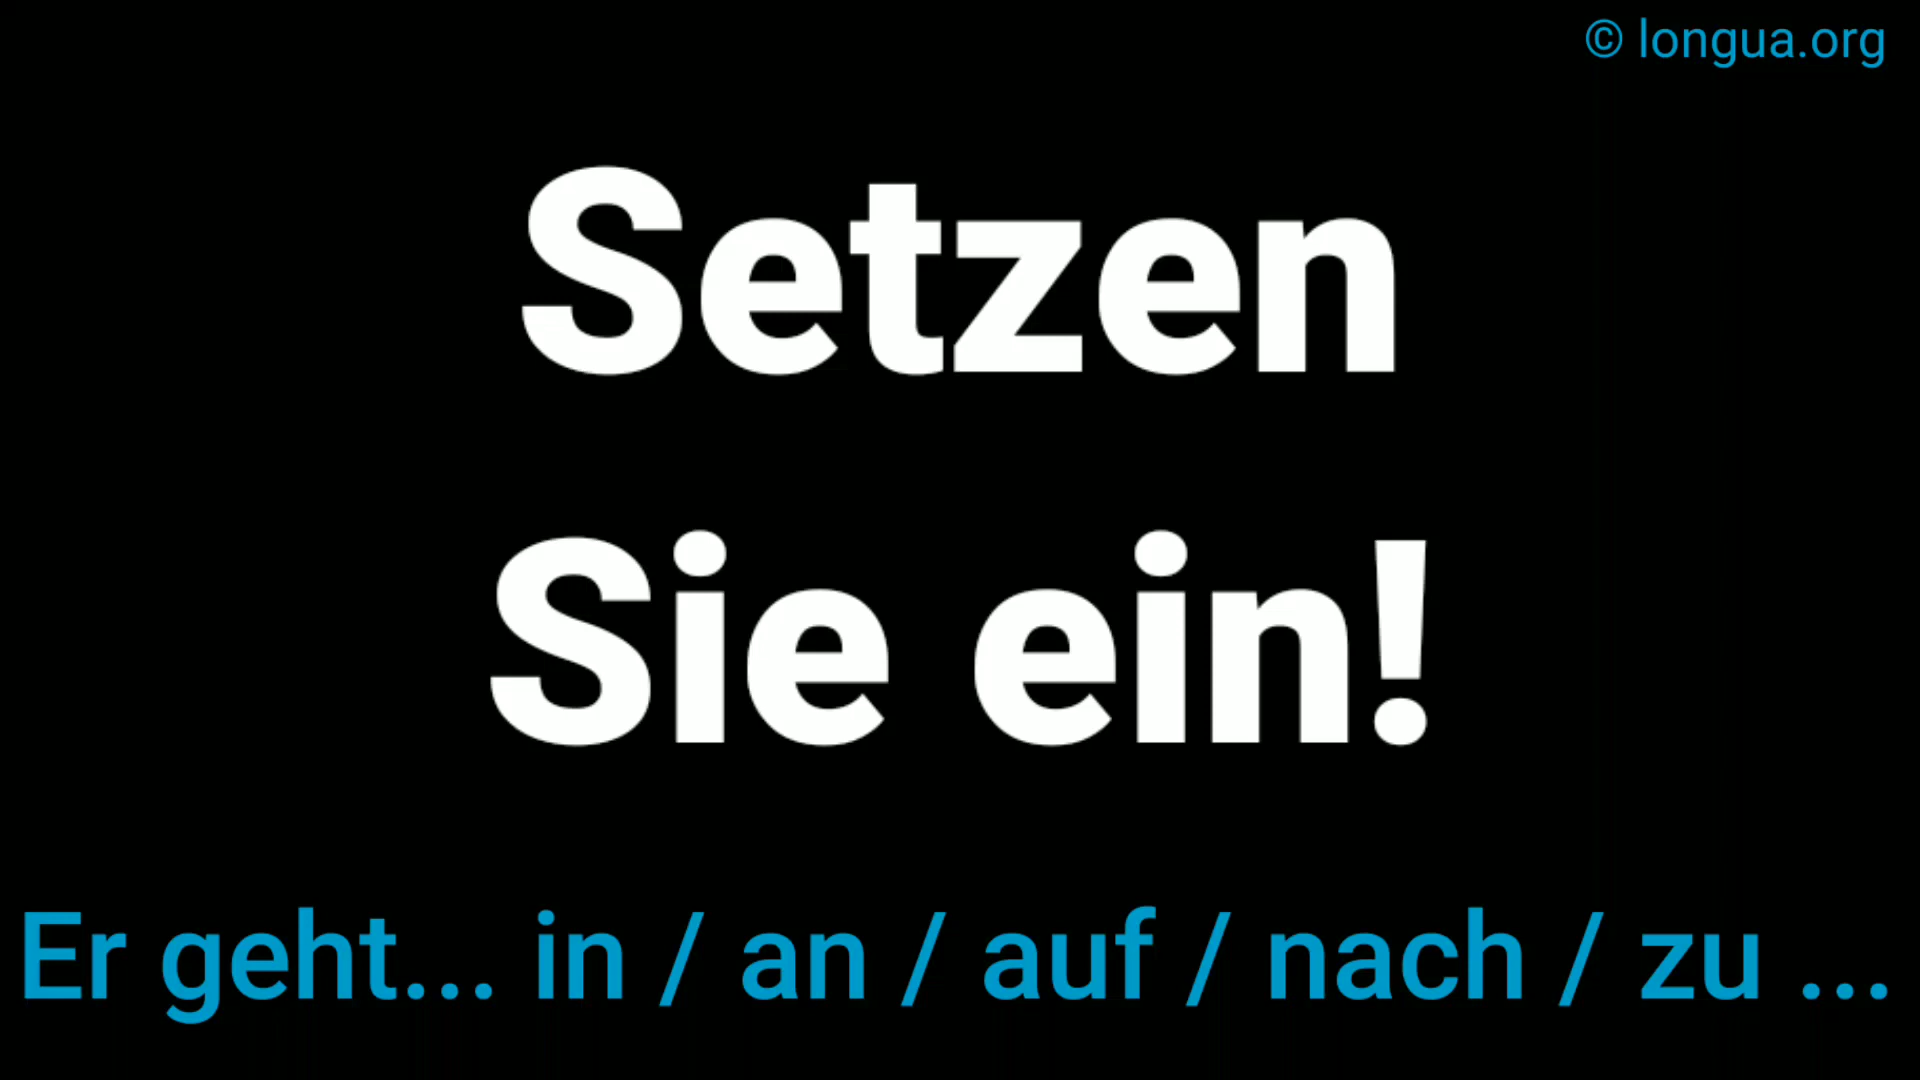 © longua.org
Setzen
Sie ein!
Er geht... in / an / auf / nach / zu ...